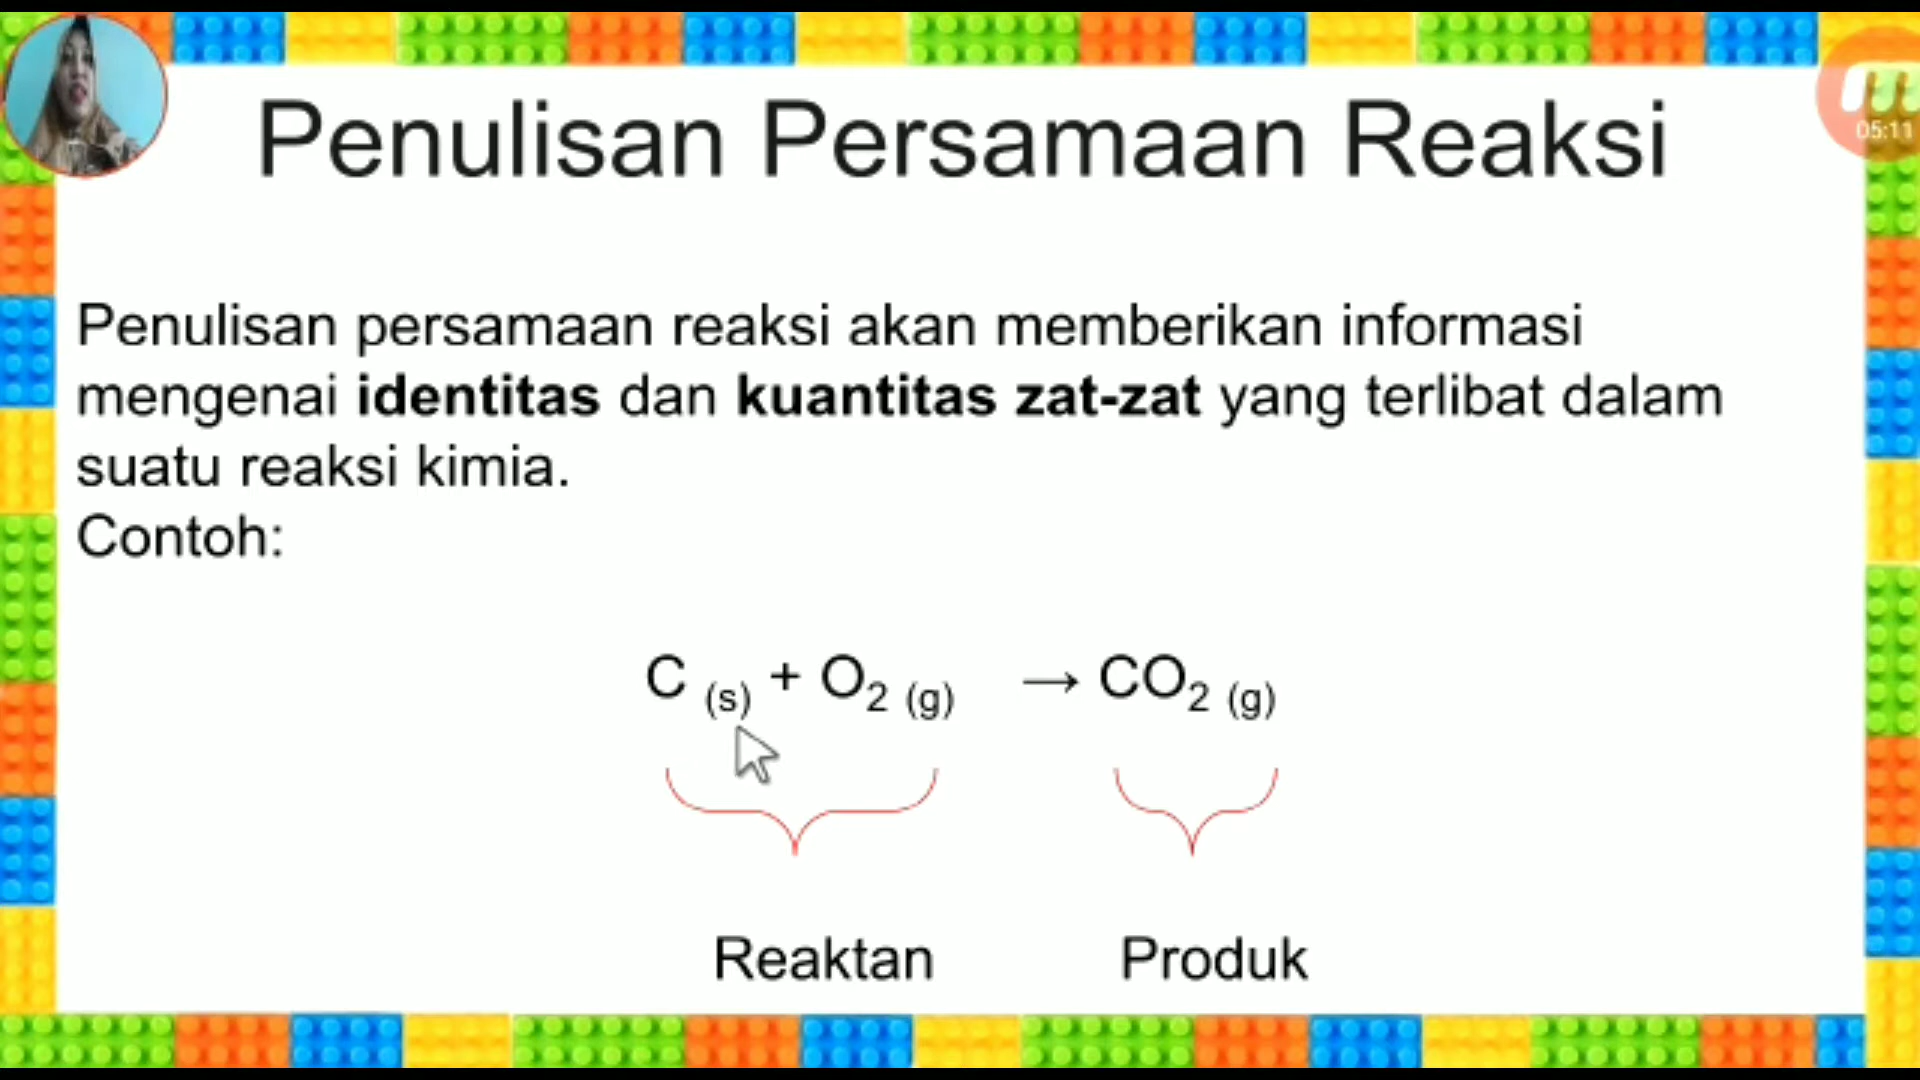 Penulisan Persamaan Reaksi
05:11
Penulisan persamaan reaksi akan memberikan informasi
mengenai identitas dan kuantitas zat-zat yang terlibat dalam
suatu reaksi kimia.
Contoh:
C (s) + O2 (g) → CO2 (g)
Reaktan Produk